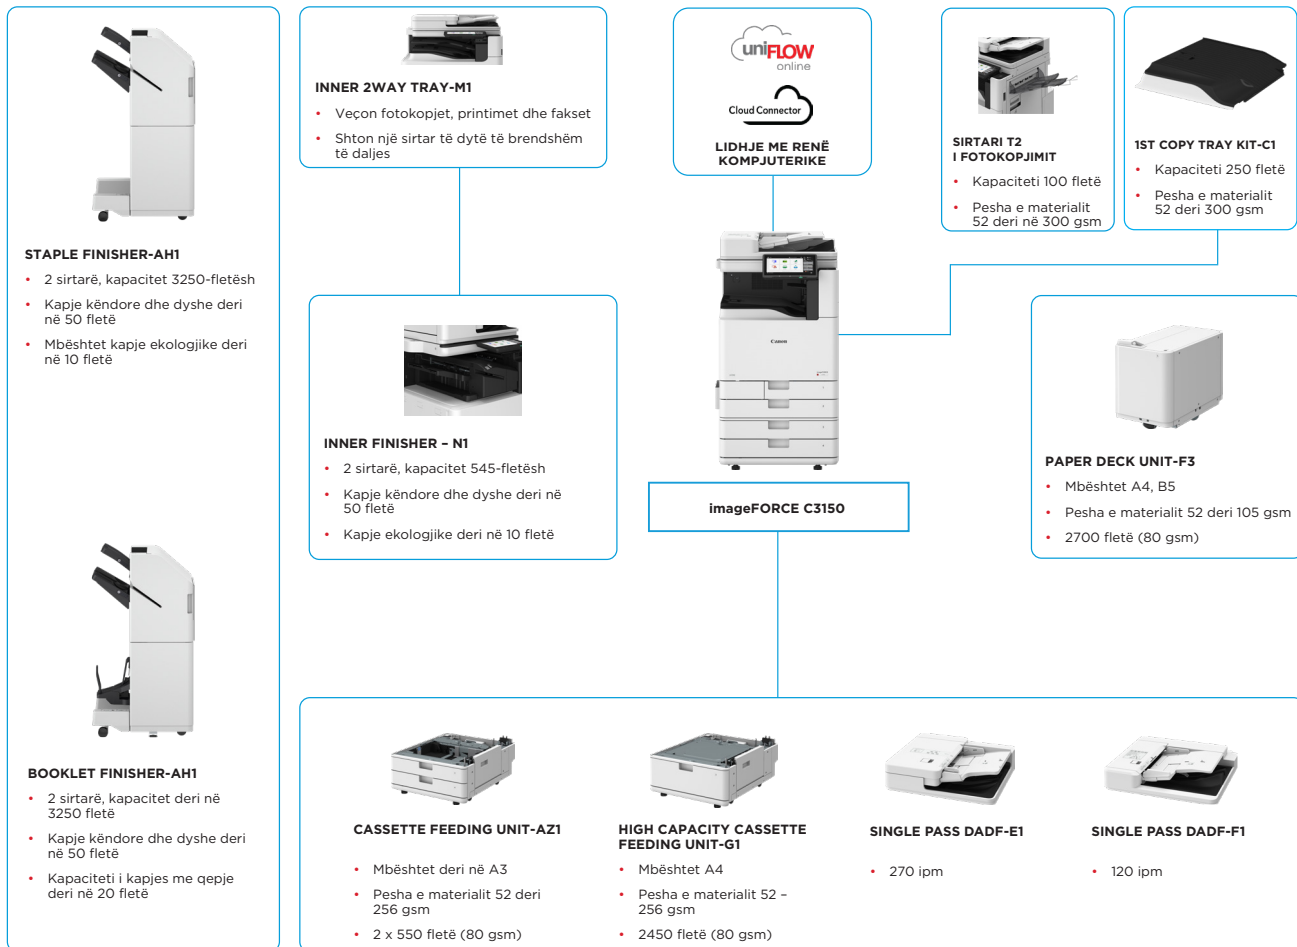 STAPLE FINISHER-AH1
• 2 sirtarë, kapacitet 3250-fletësh
• Kapje këndore dhe dyshe deri
në 50 fletë
• Mbështet kapje ekologjike deri
në 10 fletë
BOOKLET FINISHER-AH1
• 2 sirtarë, kapacitet deri në
3250 fletë
• Kapje këndore dhe dyshe deri
në 50 fletë
• Kapaciteti i kapjes me qepje
deri në 20 fletë
INNER 2WAY TRAY-M1
• Veçon fotokopjet, printimet dhe fakset
• Shton një sirtar të dytë të brendshëm
të daljes
INNER FINISHER – N1
• 2 sirtarë, kapacitet 545-fletësh
• Kapje këndore dhe dyshe deri në
50 fletë
• Kapje ekologjike deri në 10 fletë
uniFLOW
online
Cloud Connector
LIDHJE ME RENË
KOMPJUTERIKE
Canon
imageFORCE C3150
SIRTARI T2
I FOTOKOPJIMIT
• Kapaciteti 100 fletë
• Pesha e materialit
52 deri në 300 gsm
1ST COPY TRAY KIT-C1
• Kapaciteti 250 fletë
• Pesha e materialit
52 deri 300 gsm
PAPER DECK UNIT-F3
• Mbështet A4, B5
• Pesha e materialit 52 deri 105 gsm
• 2700 fletë (80 gsm)
CASSETTE FEEDING UNIT-AZ1
• Mbështet deri në A3
• Pesha e materialit 52 deri
256 gsm
• 2 x 550 fletë (80 gsm)
HIGH CAPACITY CASSETTE
FEEDING UNIT-G1
• Mbështet A4
• Pesha e materialit 52 –
256 gsm
• 2450 fletë (80 gsm)
SINGLE PASS DADF-E1
• 270 ipm
SINGLE PASS DADF-F1
• 120 ipm